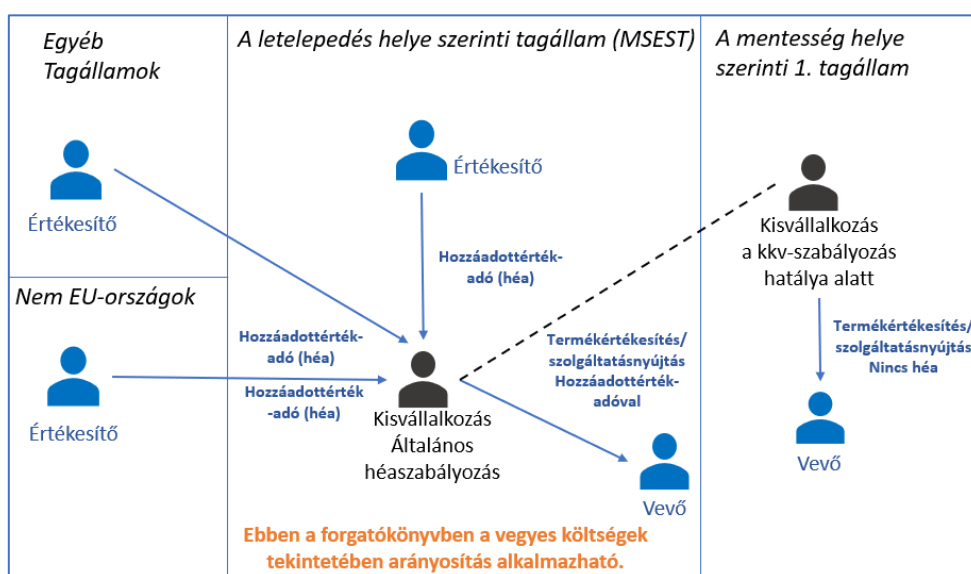 Egyéb
Tagállamok
Értékesítő
Nem EU-országok
Értékesítő
A letelepedés helye szerinti tagállam (MSEST)
Értékesítő
Hozzáadottérték-
adó (héa)
Hozzáadottérték-
adó (héa)
Hozzáadottérték
-adó (héa)
Kisvállalkozás
Általános
héaszabályozás
Termékértékesítés/
szolgáltatásnyújtás
Hozzáadottérték-
adóval
Vevő
Ebben a forgatókönyvben a vegyes költségek
tekintetében arányosítás alkalmazható.
A mentesség helye
szerinti 1. tagállam
Kisvállalkozás
a kkv-szabályozás
hatálya alatt
Termékértékesítés/
szolgáltatásnyújtás
Nincs héa
Vevő